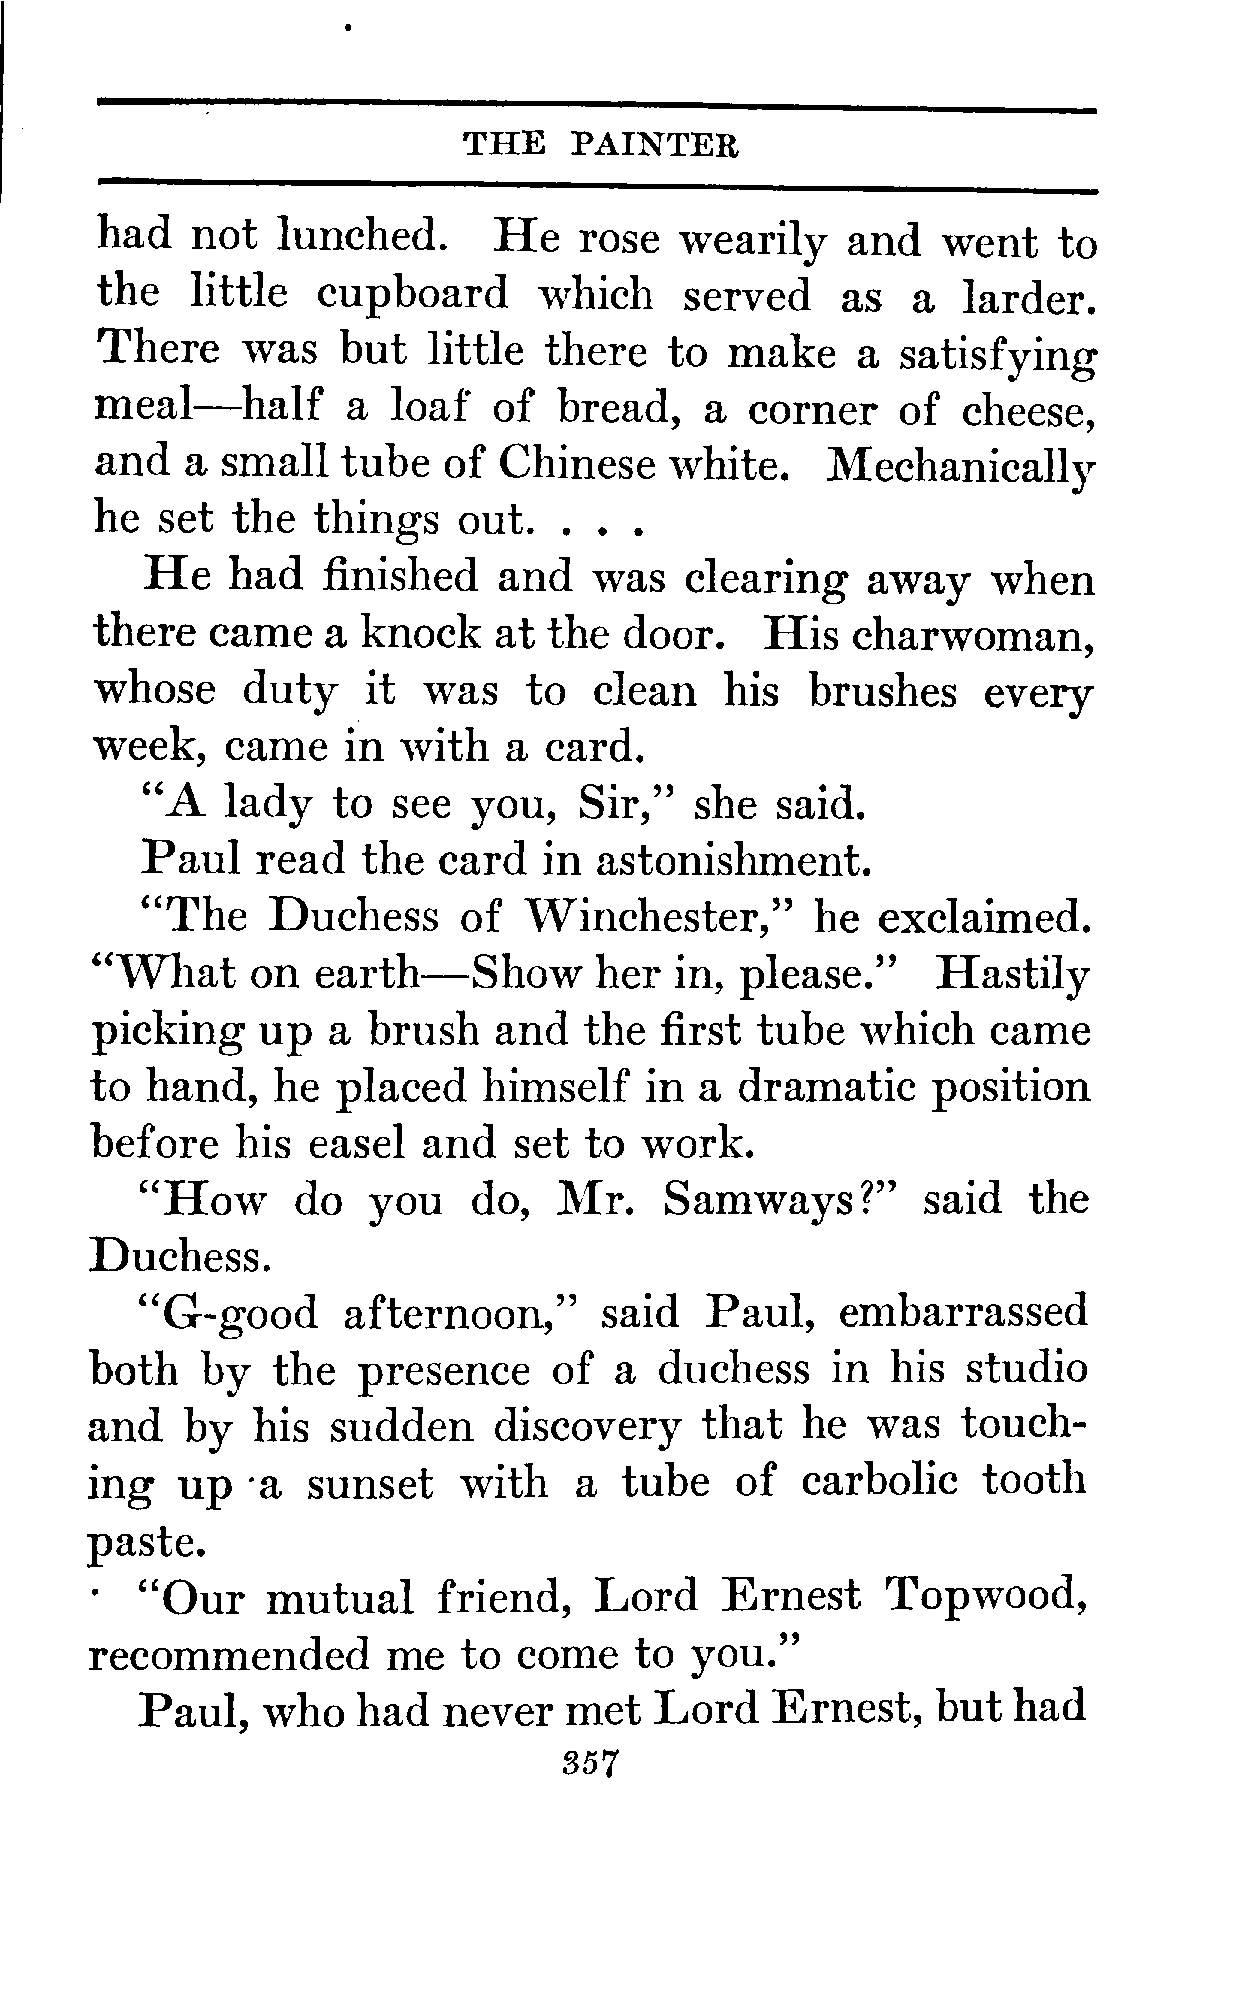 THE PAINTER
had not lunched. He rose wearily and went to
the little cupboard which served as a larder.
There was but little there to make a satisfying
meal—half a loaf of bread, a corner of cheese,
and a small tube of Chinese white. Mechanically
he set the things out. . . .
He had finished and was clearing away when
there came a knock at the door. His charwoman,
whose duty it was to clean his brushes every
week, came in with a card.
“A lady to see you, Sir,” she said.
Paul read the card in astonishment.
“The Duchess of Winchester,” he exclaimed.
“What on earth—Show her in, please.” Hastily
picking up a brush and the first tube which came
to hand, he placed himself in a dramatic position
before his easel and set to work.
“How do you do, Mr. Samways?” said the
Duchess.
“G-good afternoon,” said Paul, embarrassed
both by the presence of a duchess in his studio
and by his sudden discovery that he was touch-
ing up a sunset with a tube of carbolic tooth
paste.
“Our mutual friend, Lord Ernest Topwood,
recommended me to come to you.”
Paul, who had never met Lord Ernest, but had
357